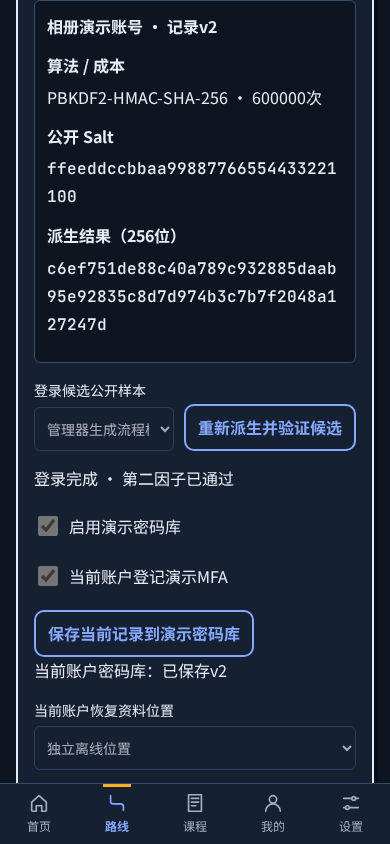 相册演示账号 · 记录v2
算法 / 成本
PBKDF2-HMAC-SHA-256 · 600000次
公开 Salt
ffeeddccbbaa99887766554433221
100
派生结果（256位）
c6ef751de88c40a789c932885daab
95e92835c8d7d974b3c7b7f2048a1
27247d
登录候选公开样本
管理器生成流程
重新派生并验证候选
登录完成 · 第二因子已通过
启用演示密码库
当前账户登记演示MFA
保存当前记录到演示密码库
当前账户密码库：已保存v2
当前账户恢复资料位置
独立离线位置
首页
路线
课程
我的
设置